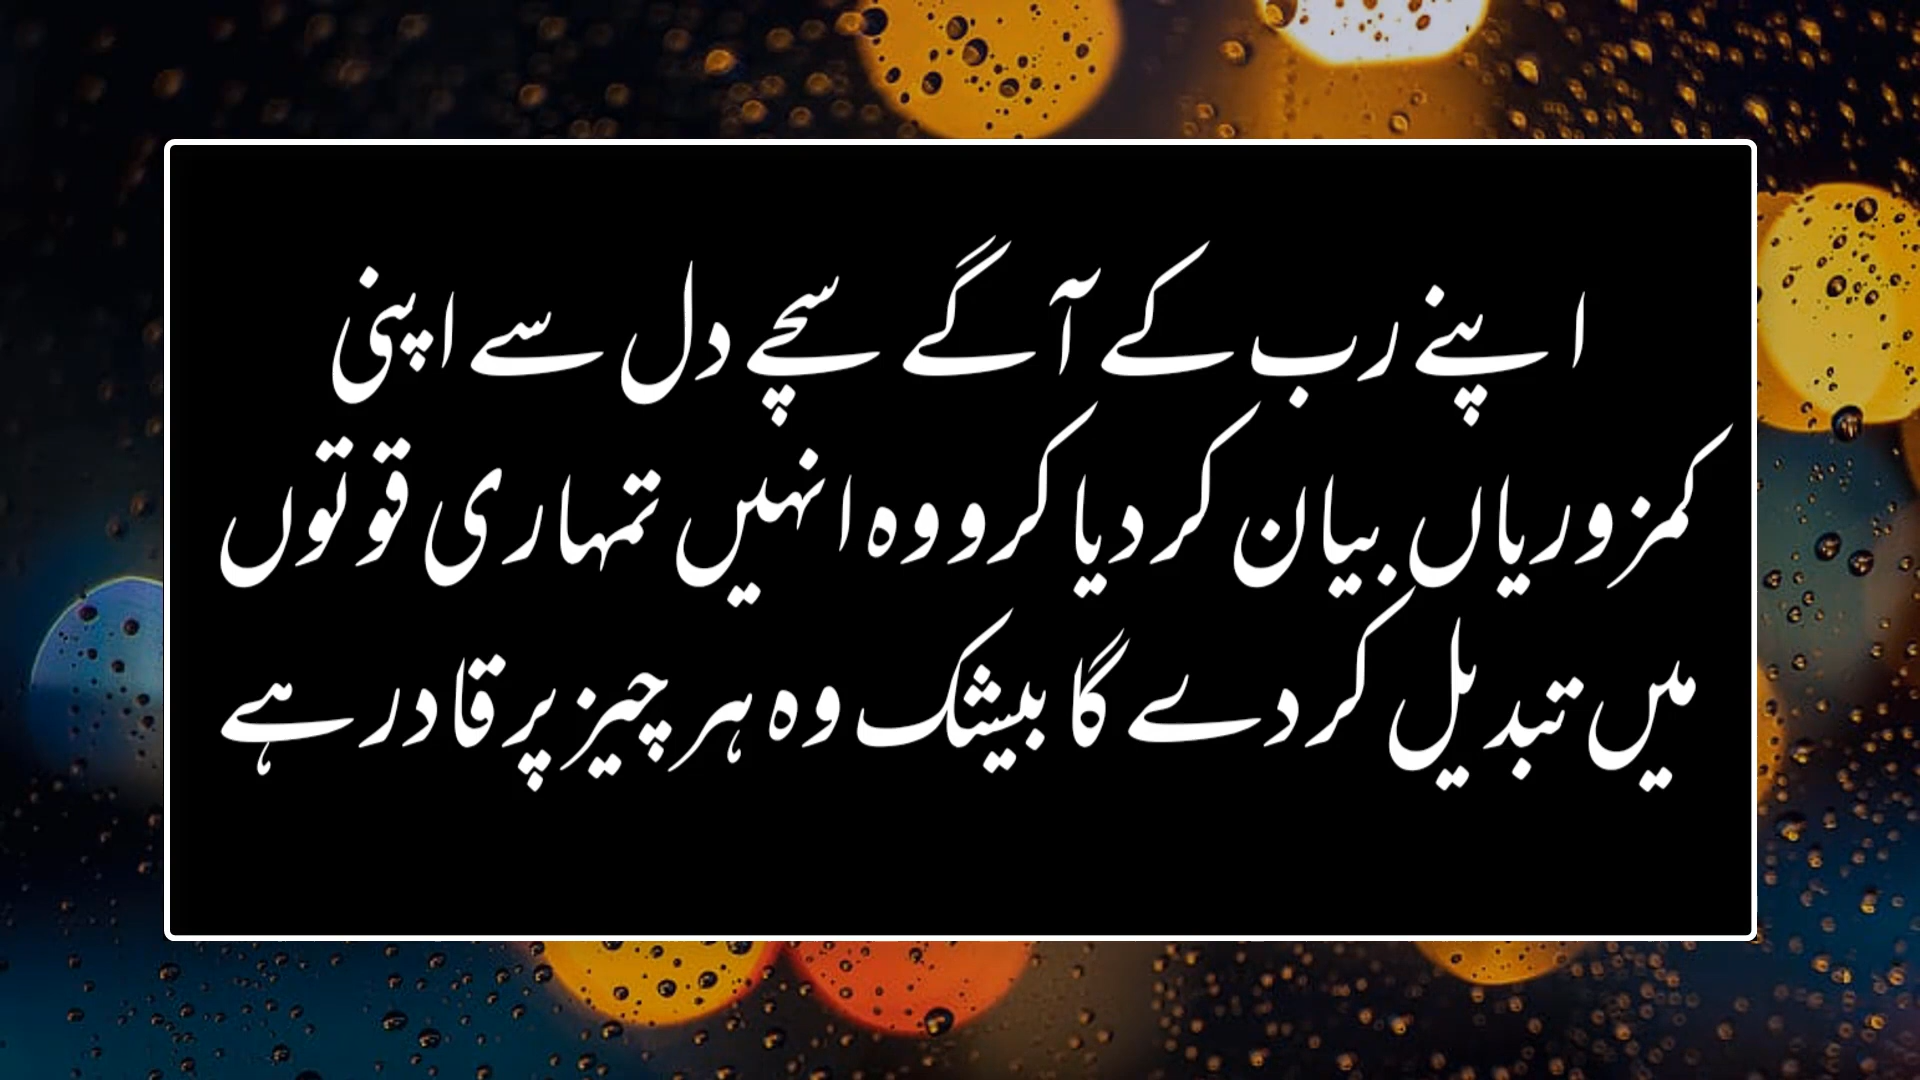 اپنے رب کے آگے سچے دل سے اپنی
کمزوریاں بیان کر دیا کرو وہ انہیں تمہاری قوتوں
میں تبدیل کر دے گا بیشک وہ ہر چیز پر قادر ہے